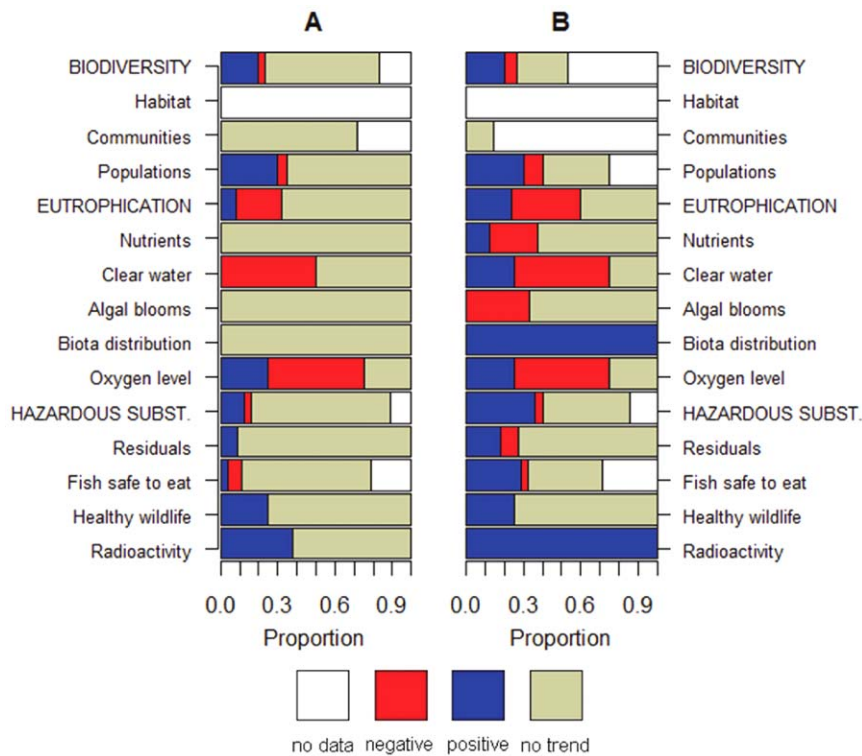 A B
BIODIVERSITY BIODIVERSITY
Habitat Habitat
Communities Communities
Populations Populations
EUTROPHICATION EUTROPHICATION
Nutrients Nutrients
Clear water Clear water
Algal blooms Algal blooms
Biota distribution Biota distribution
Oxygen level Oxygen level
HAZARDOUS SUBST. HAZARDOUS SUBST.
Residuals Residuals
Fish safe to eat Fish safe to eat
Healthy wildlife Healthy wildlife
Radioactivity Radioactivity
0.0 0.3 0.6 0.9 0.0 0.3 0.6 0.9
Proportion Proportion
no data negative positive no trend